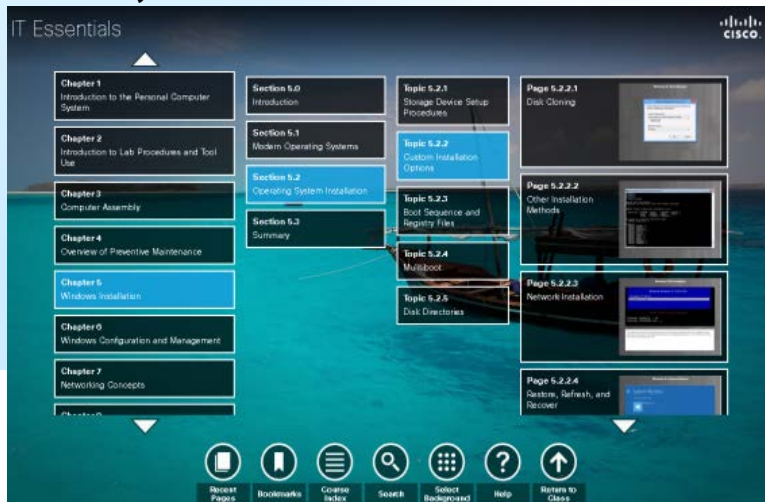 IT Essentials
CISCO.
Chapter 1
Introduction to the Personal Computer
System
Chapter 2
Introduction to Lab Procedures and Tool
Use
Chapter 3
Computer Assembly
Chapter 4
Overview of Preventive Maintenance
Chapter 5
Windows Installation
Chapter 6
Windows Configuration and Management
Chapter 7
Networking Concepts
Section 5.0
Introduction
Section 5.1
Modern Operating Systems
Section 5.2
Operating System Installation
Section 5.3
Summary
Topic 5.2.1
Storage Device Setup
Procedures
Topic 5.2.2
Custom Installation
Options
Topic 5.2.3
Boot Sequence and
Registry Files
Topic 5.2.4
Multiboot
Topic 5.2.5
Disk Directories
Page 5.2.2.1
Disk Cloning
Page 5.2.2.2
Other Installation
Methods
Page 5.2.2.3
Network Installation
Page 5.2.2.4
Restore, Refresh, and
Recover
Recent
Pages
Bookmarks
Course
Index
Search
Select
Background
?
Help
Return to
Class